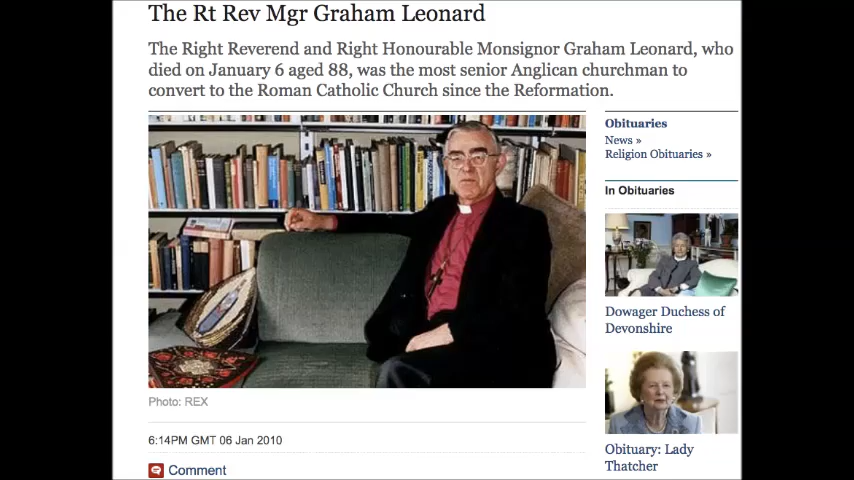 The Rt Rev Mgr Graham Leonard
The Right Reverend and Right Honourable Monsignor Graham Leonard, who
died on January 6 aged 88, was the most senior Anglican churchman to
convert to the Roman Catholic Church since the Reformation.
Photo: REX
6:14PM GMT 06 Jan 2010
Comment
Obituaries
News »
Religion Obituaries »
In Obituaries
Dowager Duchess of
Devonshire
Obituary: Lady
Thatcher